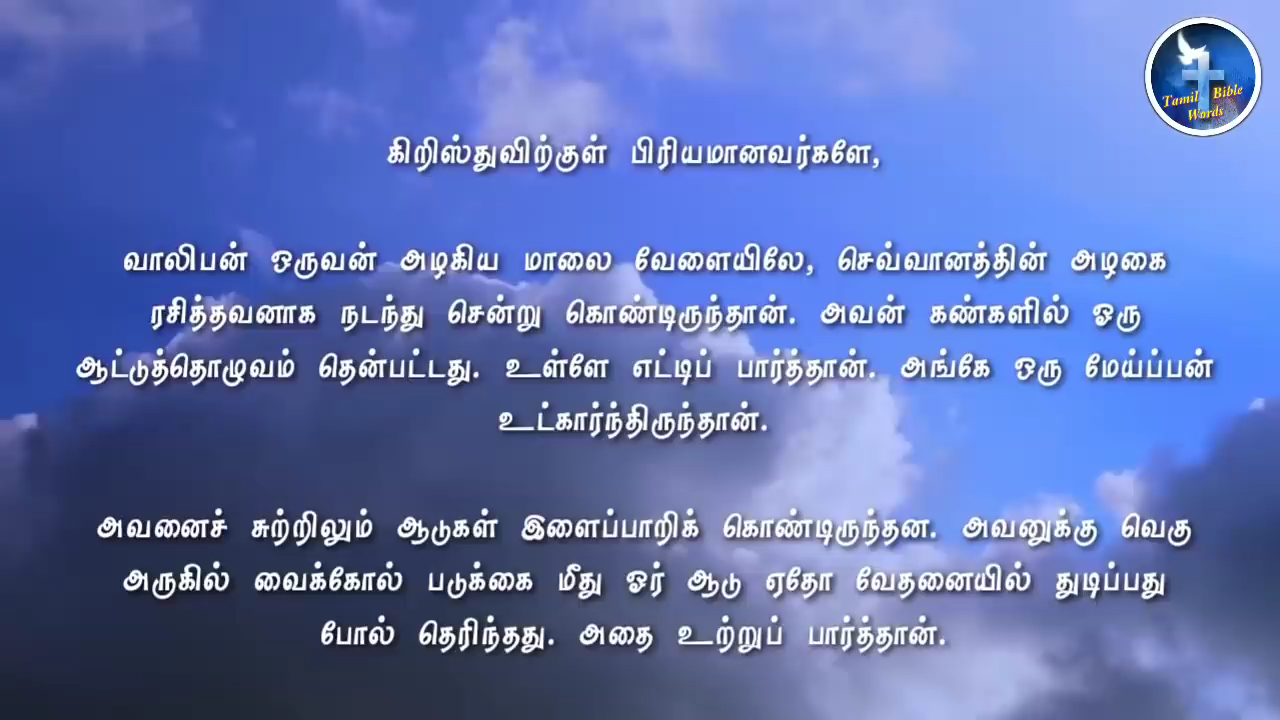 Tamil Bible
Words
கிறிஸ்துவிற்குள் பிரியமானவர்களே,
வாலிபன் ஒருவன் அழகிய மாலை வேளையிலே, செவ்வானத்தின் அழகை
ரசித்தவனாக நடந்து சென்று கொண்டிருந்தான். அவன் கண்களில் ஓரு
ஆட்டுத்தொழுவம் தென்பட்டது. உள்ளே எட்டிப் பார்த்தான். அங்கே ஒரு மேய்ப்பன்
உட்கார்ந்திருந்தான்.
அவனைச் சுற்றிலும் ஆடுகள் இளைப்பாறிக் கொண்டிருந்தன. அவனுக்கு வெகு
அருகில் வைக்கோல் படுக்கை மீது ஓர் ஆடு ஏதோ வேதனையில் துடிப்பது
போல் தெரிந்தது. அதை உற்றுப் பார்த்தான்.